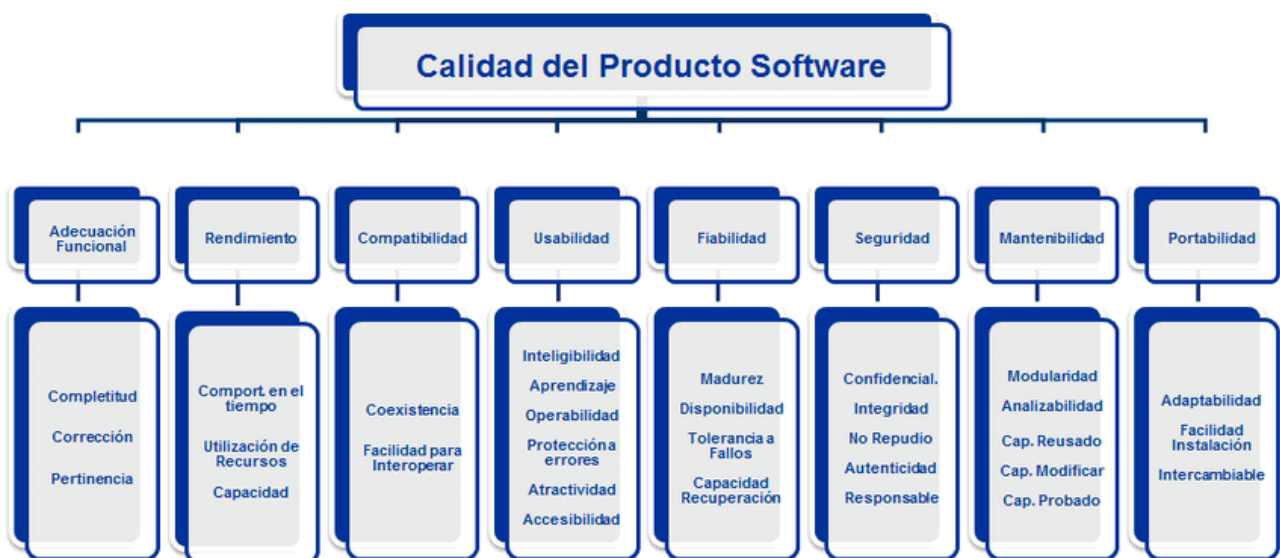 Calidad del Producto Software
Adecuación
Funcional
Rendimiento
Compatibilidad
Usabilidad
Fiabilidad
Seguridad
Mantenibilidad
Portabilidad
Completitud
Corrección
Pertinencia
Comport. en el
tiempo
Utilización de
Recursos
Capacidad
Coexistencia
Facilidad para
Interoperar
Inteligibilidad
Aprendizaje
Operabilidad
Protección a
errores
Atractividad
Accesibilidad
Madurez
Disponibilidad
Tolerancia a
Fallos
Capacidad
Recuperación
Confidencial.
Integridad
No Repudio
Autenticidad
Responsable
Modularidad
Analizabilidad
Cap. Reusado
Cap. Modificar
Cap. Probado
Adaptabilidad
Facilidad
Instalación
Intercambiable